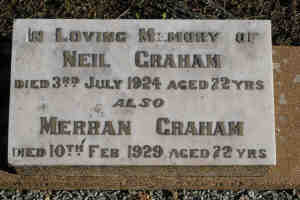 IN LOVING MEMORY OF
NEIL GRAHAM
DIED 3RD JULY 1924 AGED 72 YRS
ALSO
MERRAN GRAHAM
DIED 10TH FEB 1929 AGED 72 YRS